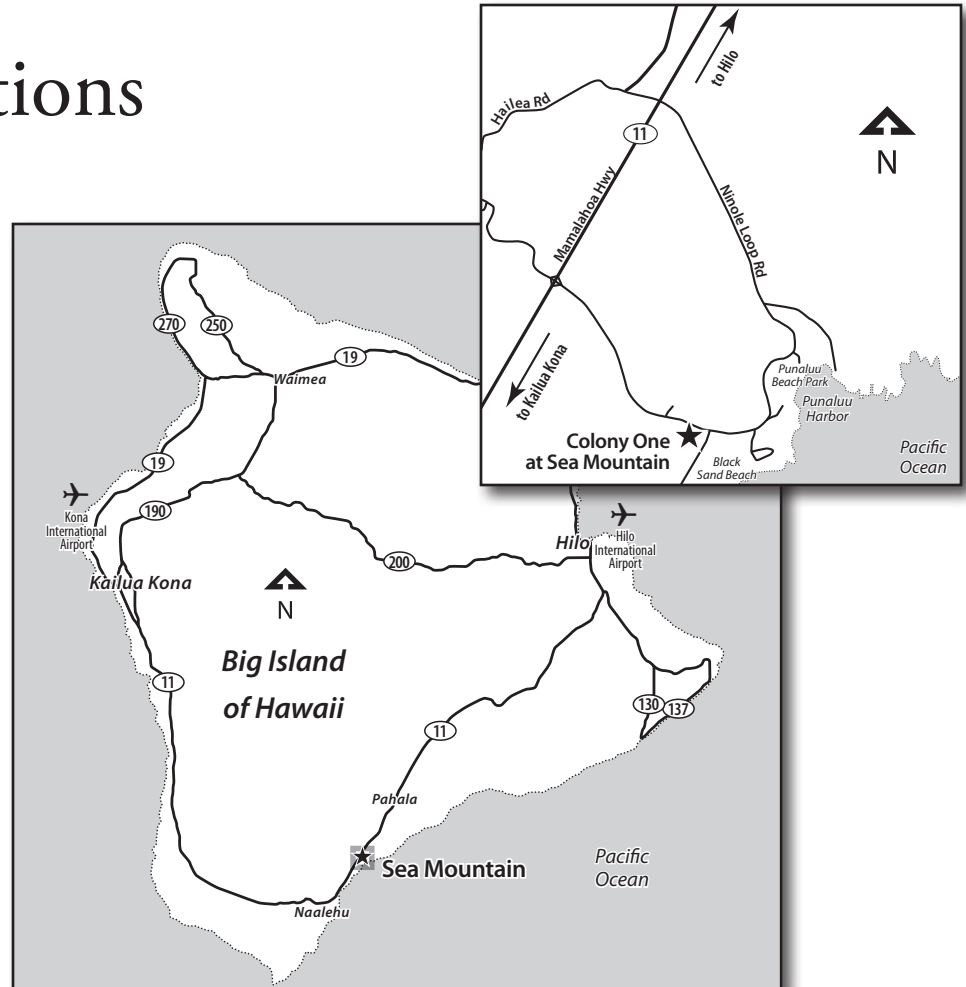 tions
to Hilo
Hailea Rd
11
N
Mamalahoa Hwy
Ninole Loop Rd
to Kailua Kona
Punaluu
Beach Park
Punaluu
Harbor
Colony One
at Sea Mountain
Black
Sand Beach
Pacific
Ocean
270
250
19
Waimea
19
Kona
International
Airport
190
Hilo
Hilo
International
Airport
200
Kailua Kona
N
Big Island
of Hawaii
11
130
137
11
Pahala
Sea Mountain
Pacific
Ocean
Naalehu